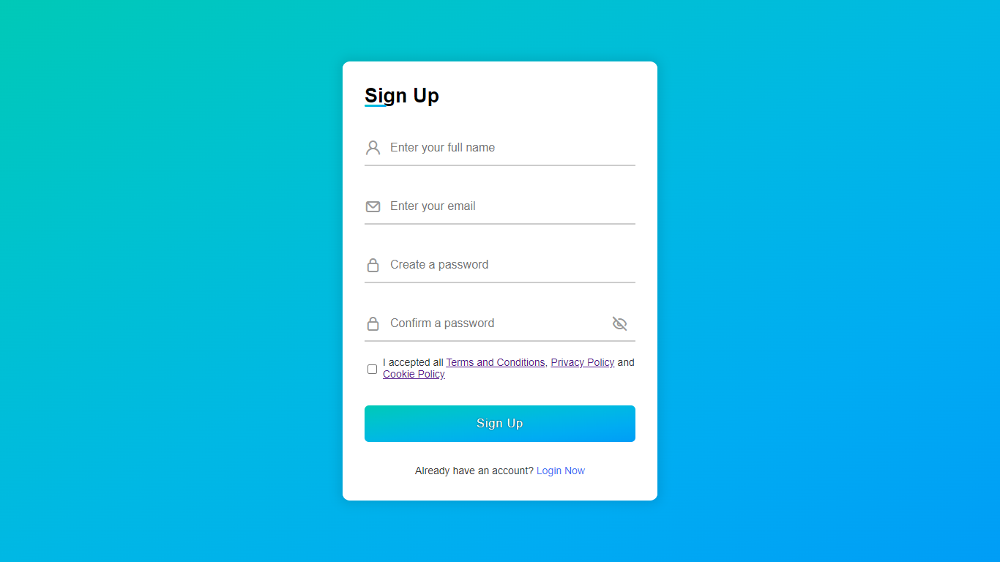 Sign Up
Enter your full name
Enter your email
Create a password
Confirm a password
I accepted all Terms and Conditions, Privacy Policy and
Cookie Policy
Sign Up
Already have an account? Login Now